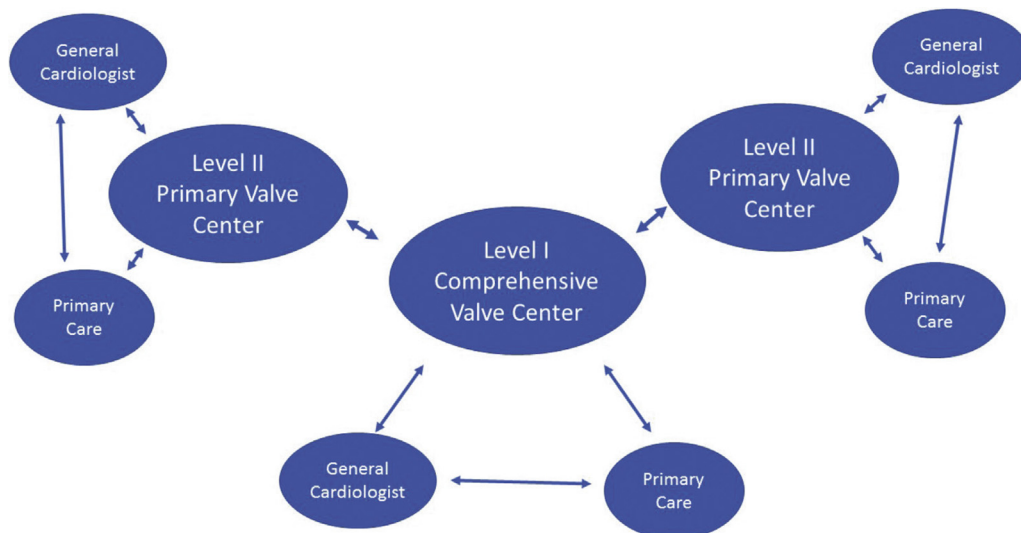 General
Cardiologist
Level II
Primary Valve
Center
Primary
Care
Level I
Comprehensive
Valve Center
General
Cardiologist
Level II
Primary Valve
Center
Primary
Care
General
Cardiologist
Primary
Care